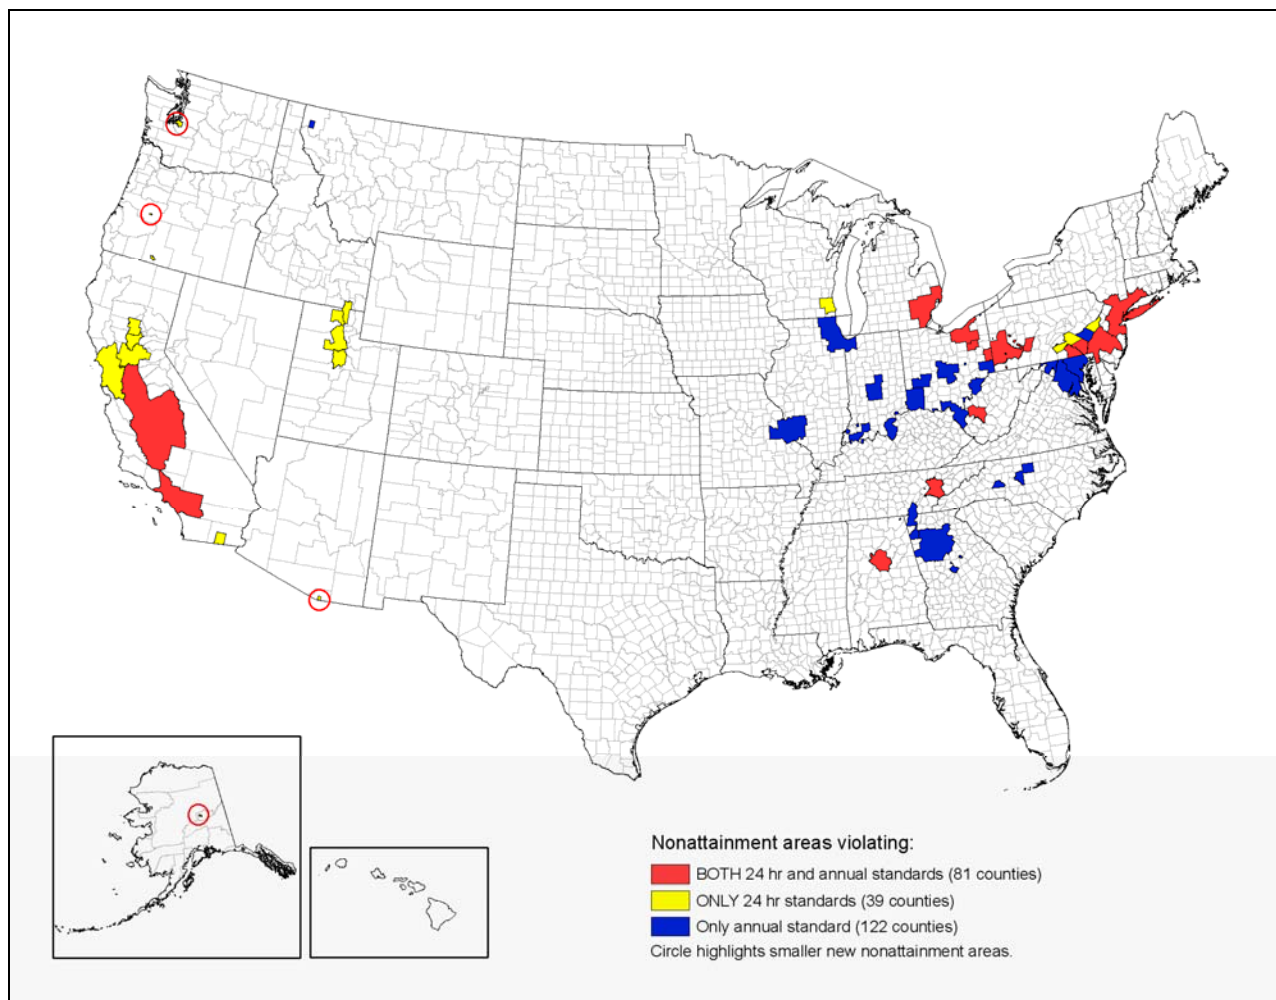 Nonattainment areas violating:
BOTH 24 hr and annual standards (81 counties)
ONLY 24 hr standards (39 counties)
Only annual standard (122 counties)
Circle highlights smaller new nonattainment areas.